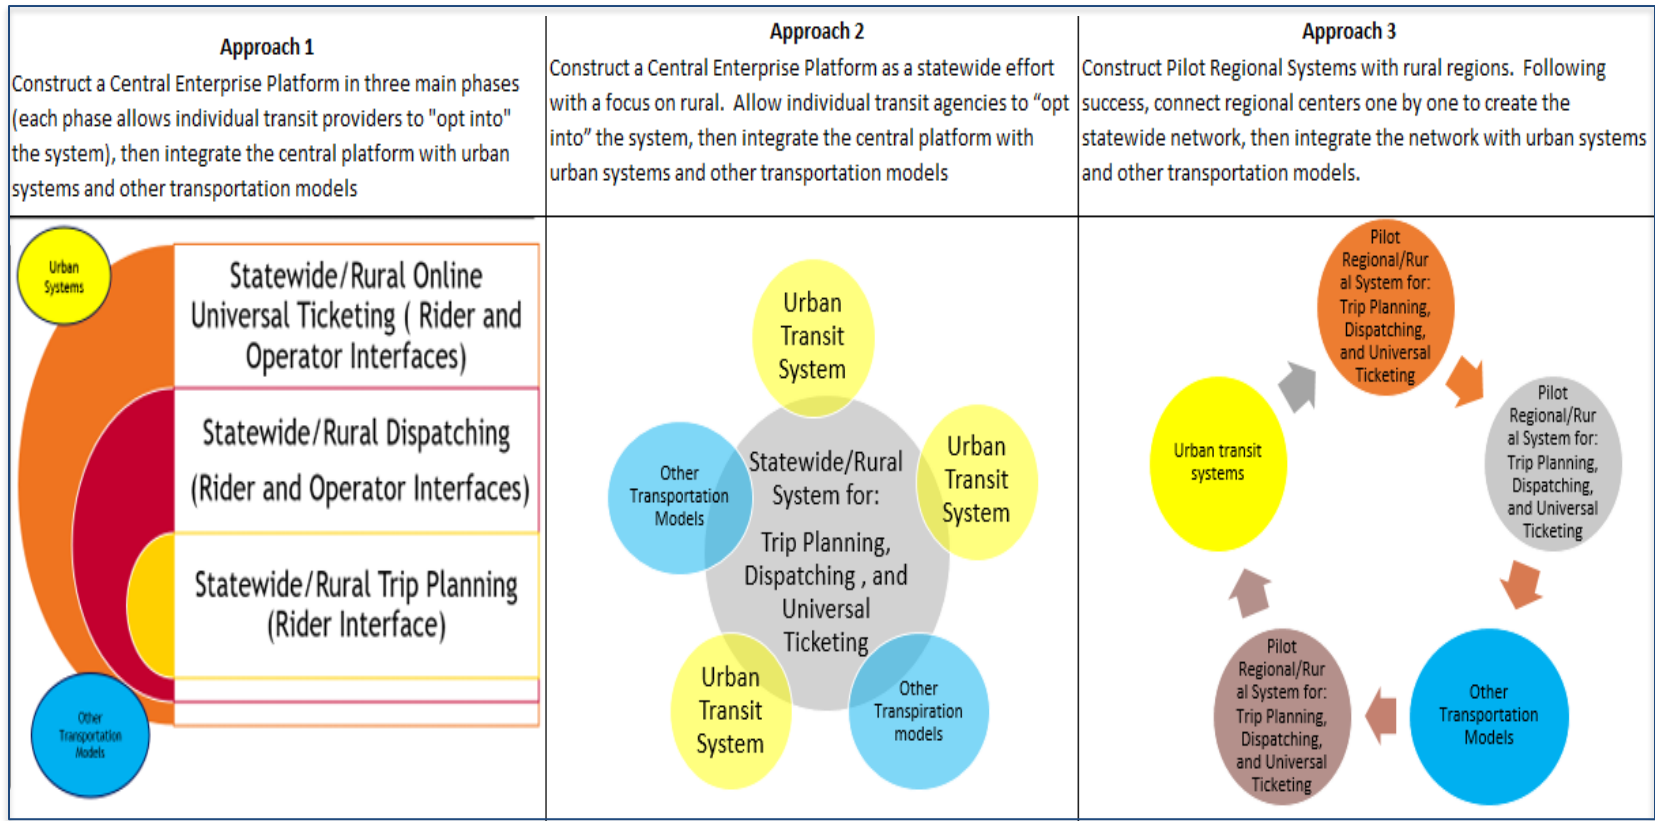 Approach 1
Construct a Central Enterprise Platform in three main phases
(each phase allows individual transit providers to "opt into"
the system), then integrate the central platform with urban
systems and other transportation models
Approach 2
Construct a Central Enterprise Platform as a statewide effort
with a focus on rural.  Allow individual transit agencies to “opt
into” the system, then integrate the central platform with
urban systems and other transportation models
Approach 3
Construct Pilot Regional Systems with rural regions.  Following
success, connect regional centers one by one to create the
statewide network, then integrate the network with urban systems
and other transportation models.
Urban
Systems
Statewide/Rural Online
Universal Ticketing ( Rider and
Operator Interfaces)
Statewide/Rural Dispatching
(Rider and Operator Interfaces)
Statewide/Rural Trip Planning
(Rider Interface)
Other
Transportation
Models
Urban
Transit
System
Urban
Transit
System
Other
Transportation
Models
Statewide/Rural
System for:
Trip Planning,
Dispatching , and
Universal
Ticketing
Urban
Transit
System
Other
Transpiration
models
Pilot
Regional/Rur
al System for:
Trip Planning,
Dispatching,
and Universal
Ticketing
Pilot
Regional/Rur
al System for:
Trip Planning,
Dispatching,
and Universal
Ticketing
Urban transit
systems
Pilot
Regional/Rur
al System for:
Trip Planning,
Dispatching,
and Universal
Ticketing
Other
Transportation
Models